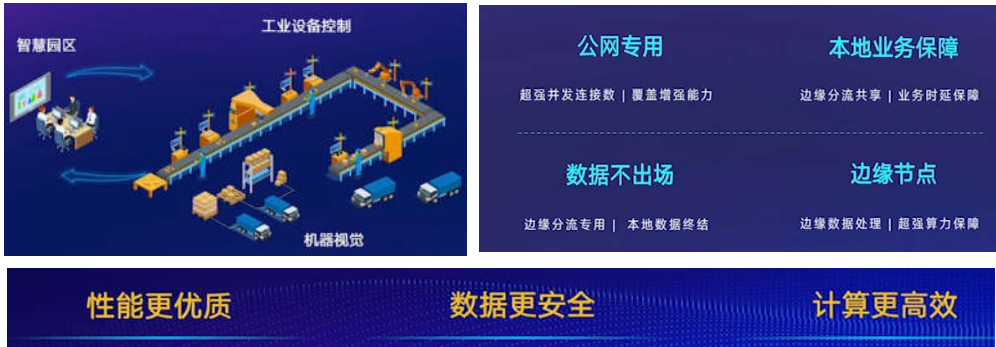 工业设备控制
智慧园区
机器视觉
公网专用
本地业务保障
超强并发连接数 | 覆盖增强能力
边缘分流共享 | 业务时延保障
数据不出场
边缘节点
边缘分流专用 | 本地数据终结
边缘数据处理 | 超强算力保障
性能更优质
数据更安全
计算更高效